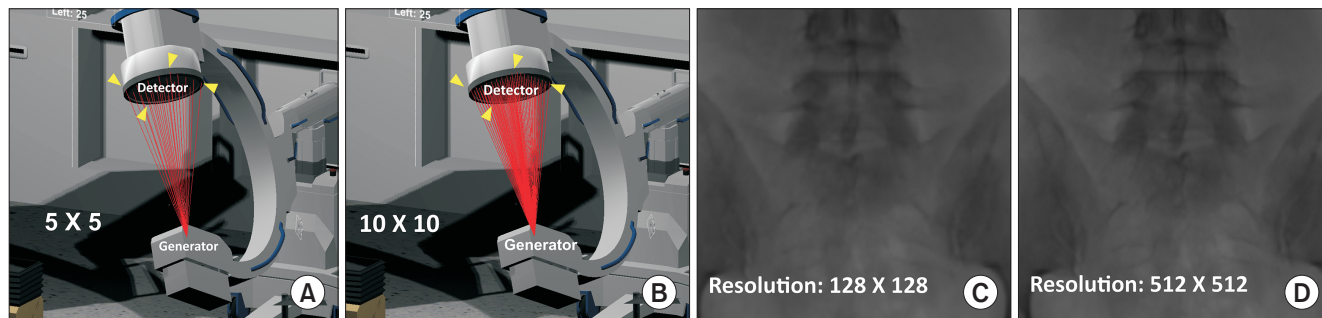 Left: 25
Detector
5 X 5
Generator
A
Left: 25
Detector
10 X 10
Generator
B
Resolution: 128 X 128
C
Resolution: 512 X 512
D